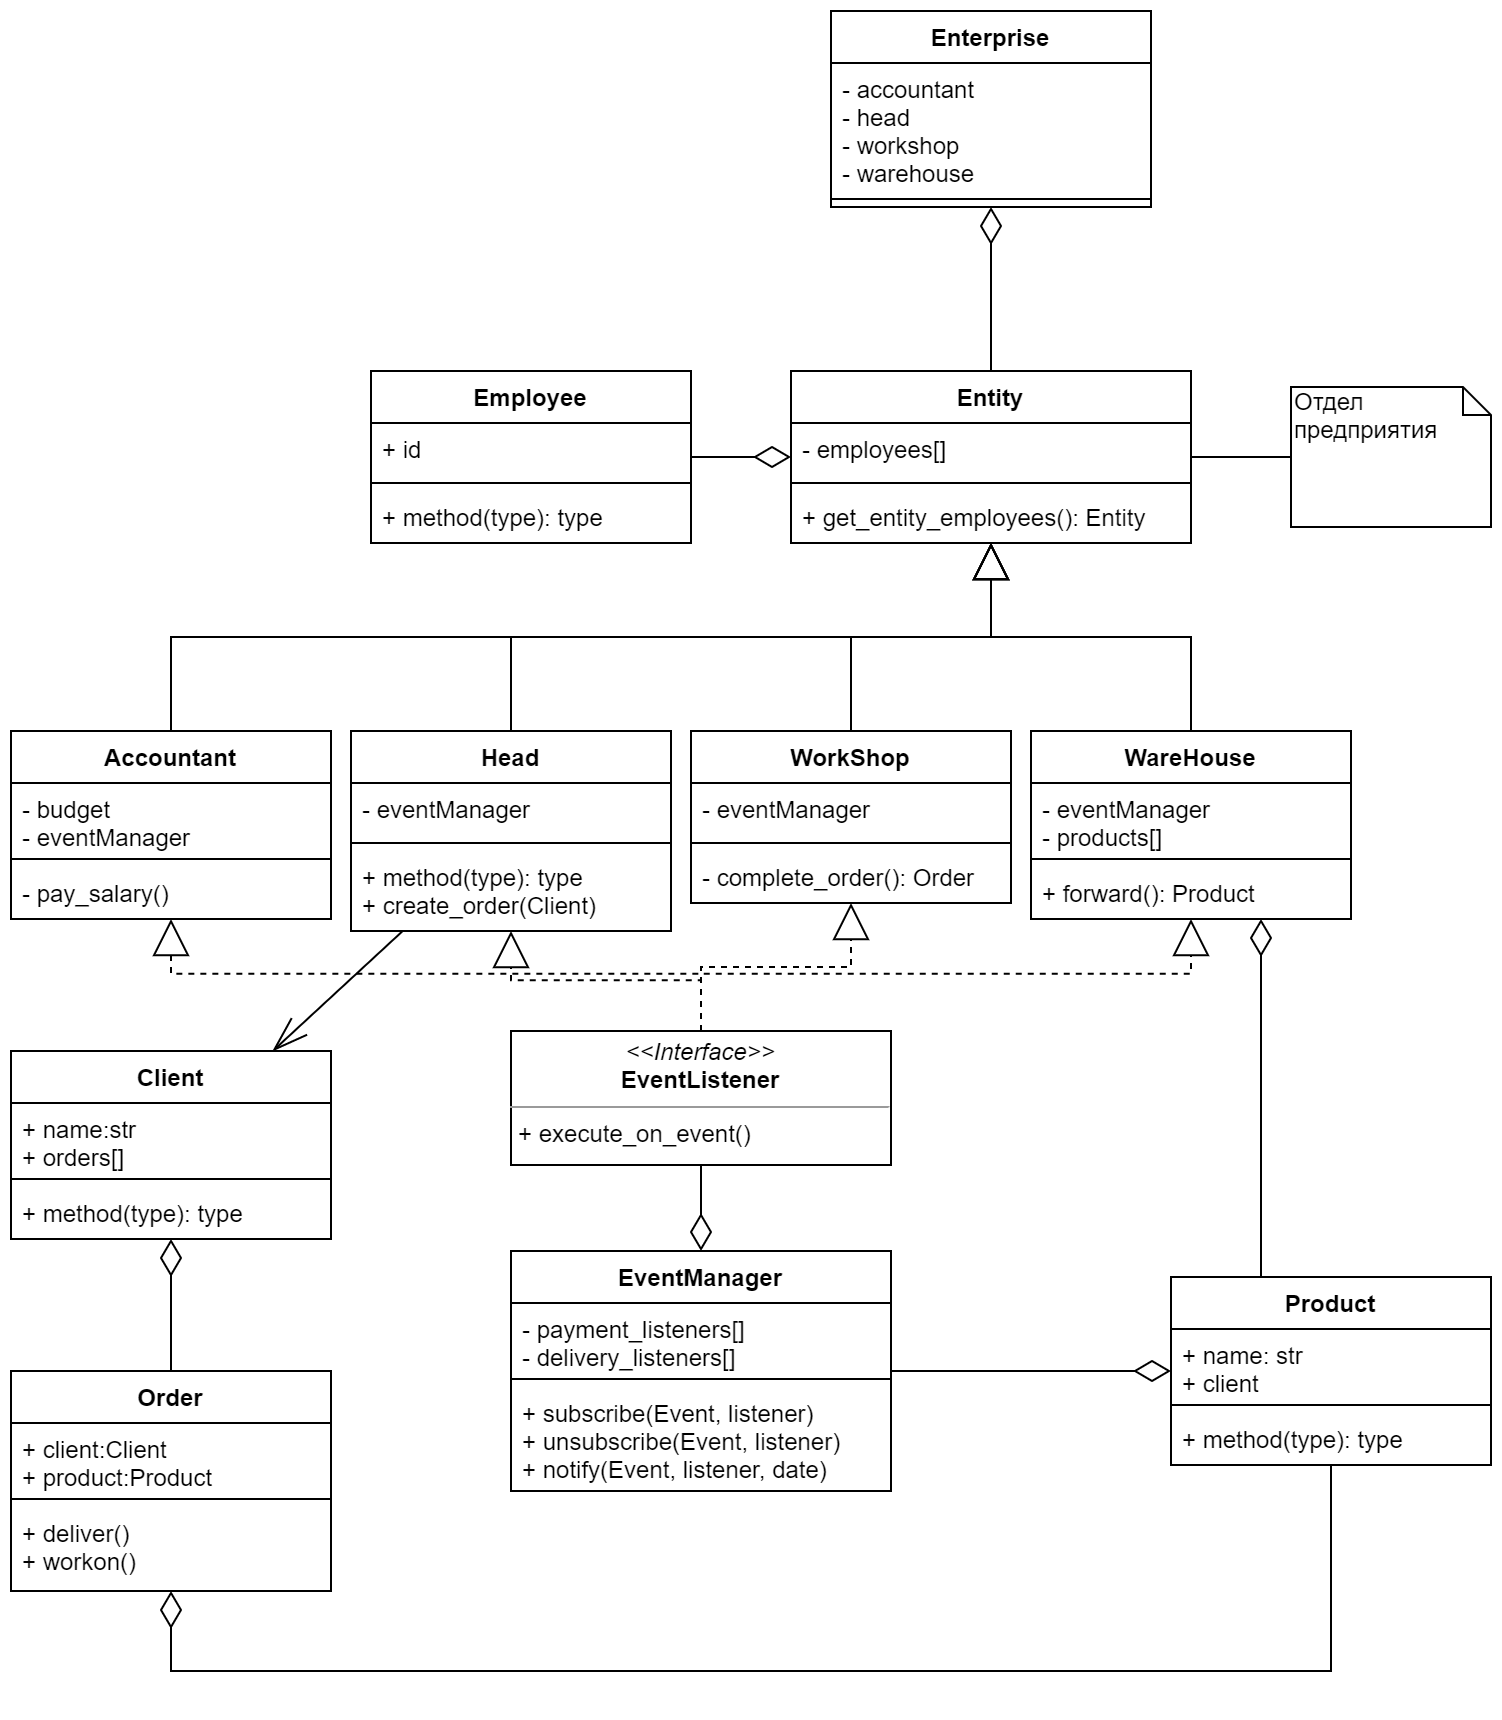 Enterprise
- accountant
- head
- workshop
- warehouse
Employee
+ id
+ method(type): type
Entity
- employees[]
+ get_entity_employees(): Entity
Отдел
предприятия
Accountant
- budget
- eventManager
- pay_salary()
Head
- eventManager
+ method(type): type
+ create_order(Client)
WorkShop
- eventManager
- complete_order(): Order
WareHouse
- eventManager
- products[]
+ forward(): Product
Client
+ name:str
+ orders[]
+ method(type): type
<<Interface>>
EventListener
+ execute_on_event()
EventManager
- payment_listeners[]
- delivery_listeners[]
+ subscribe(Event, listener)
+ unsubscribe(Event, listener)
+ notify(Event, listener, date)
Product
+ name: str
+ client
+ method(type): type
Order
+ client:Client
+ product:Product
+ deliver()
+ workon()